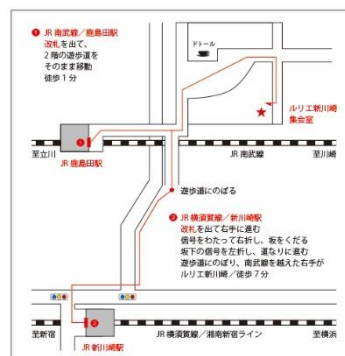 ❶ JR 南武線／鹿島田駅
改札を出て、
2 階の遊歩道を
そのまま移動
徒歩 1 分
ドトール
ルリエ新川崎
集会室
❶
至立川
JR 鹿島田駅
JR 南武線
至川崎
遊歩道にのぼる
❷ JR 横須賀線／新川崎駅
改札を出て右手に進む
信号をわたって右折し、坂をくだる
坂下の信号を左折し、道なりに進む
遊歩道にのぼり、南武線を越えた右手が
ルリエ新川崎／徒歩 7 分
❷
至新宿
JR 新川崎駅
JR 横須賀線／湘南新宿ライン
至横浜